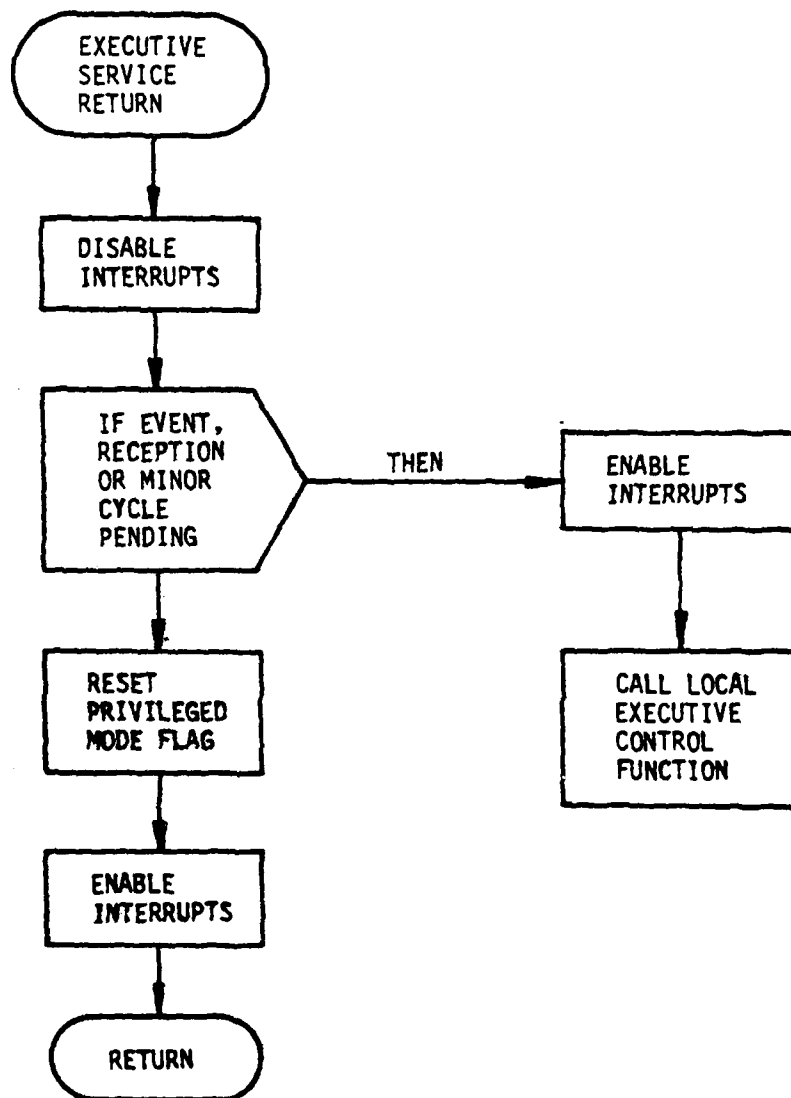 EXECUTIVE
SERVICE
RETURN
DISABLE
INTERRUPTS
IF EVENT,
RECEPTION
OR MINOR
CYCLE
PENDING
THEN
ENABLE
INTERRUPTS
CALL LOCAL
EXECUTIVE
CONTROL
FUNCTION
RESET
PRIVILEGED
MODE FLAG
ENABLE
INTERRUPTS
RETURN